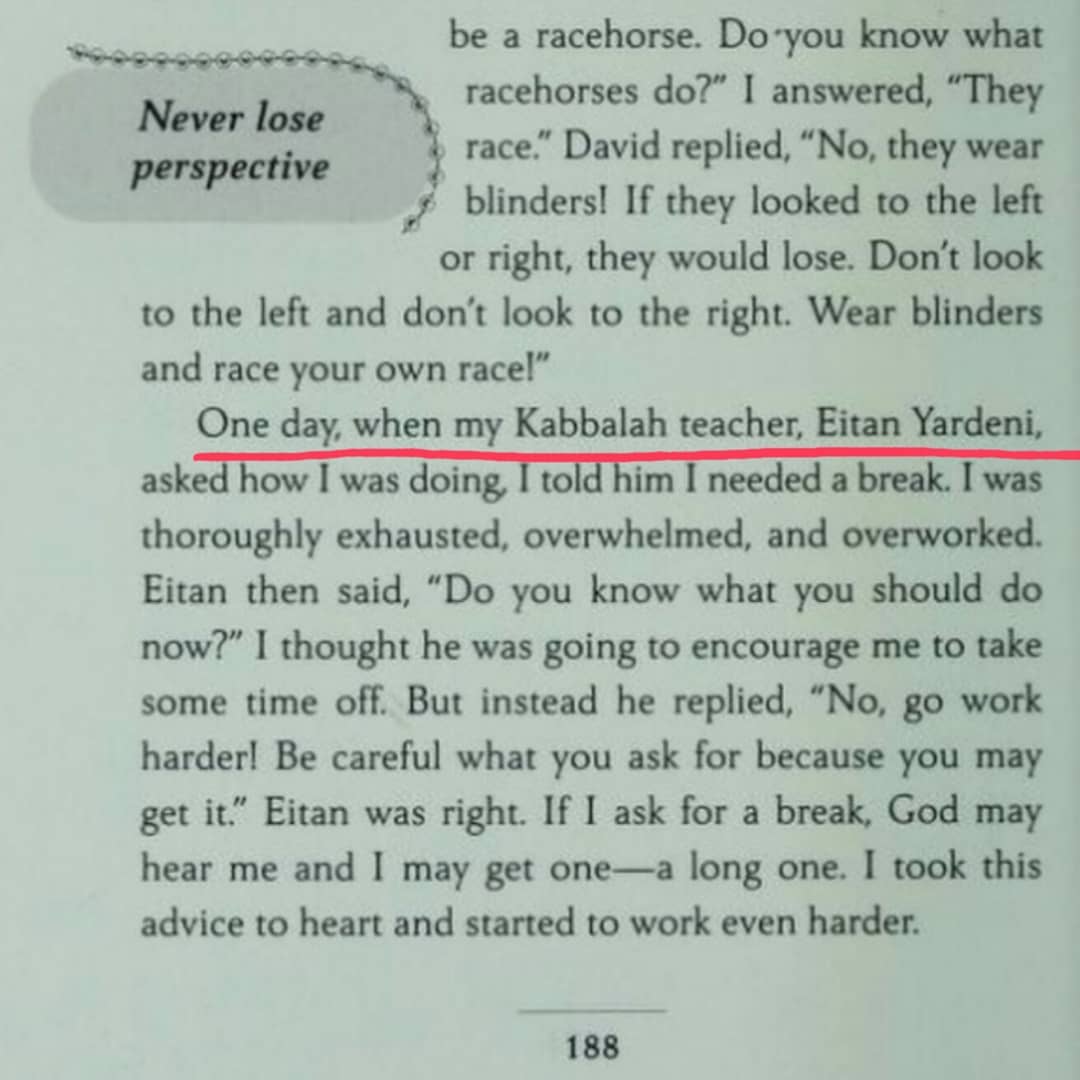 Never lose
perspective
be a racehorse. Do you know what
racehorses do?” I answered, “They
race.” David replied, “No, they wear
blinders! If they looked to the left
or right, they would lose. Don’t look
to the left and don’t look to the right. Wear blinders
and race your own race!”
One day, when my Kabbalah teacher, Eitan Yardeni,
asked how I was doing, I told him I needed a break. I was
thoroughly exhausted, overwhelmed, and overworked.
Eitan then said, “Do you know what you should do
now?” I thought he was going to encourage me to take
some time off. But instead he replied, “No, go work
harder! Be careful what you ask for because you may
get it.” Eitan was right. If I ask for a break, God may
hear me and I may get one—a long one. I took this
advice to heart and started to work even harder.
188